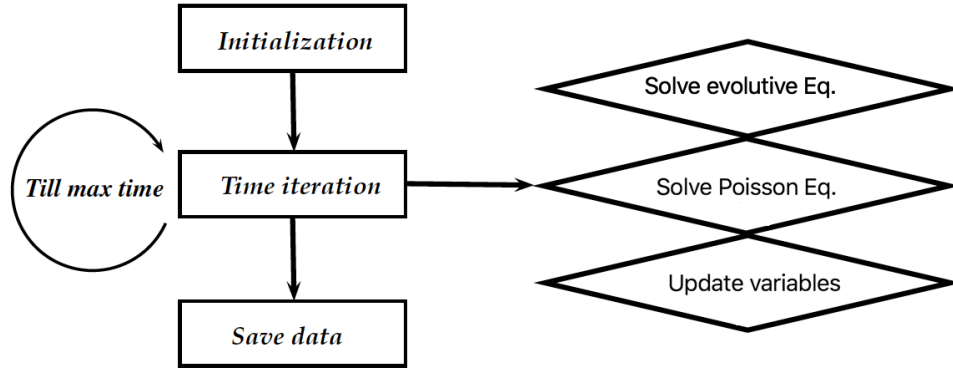 Initialization
Solve evolutive Eq.
Till max time
Time iteration
Solve Poisson Eq.
Update variables
Save data